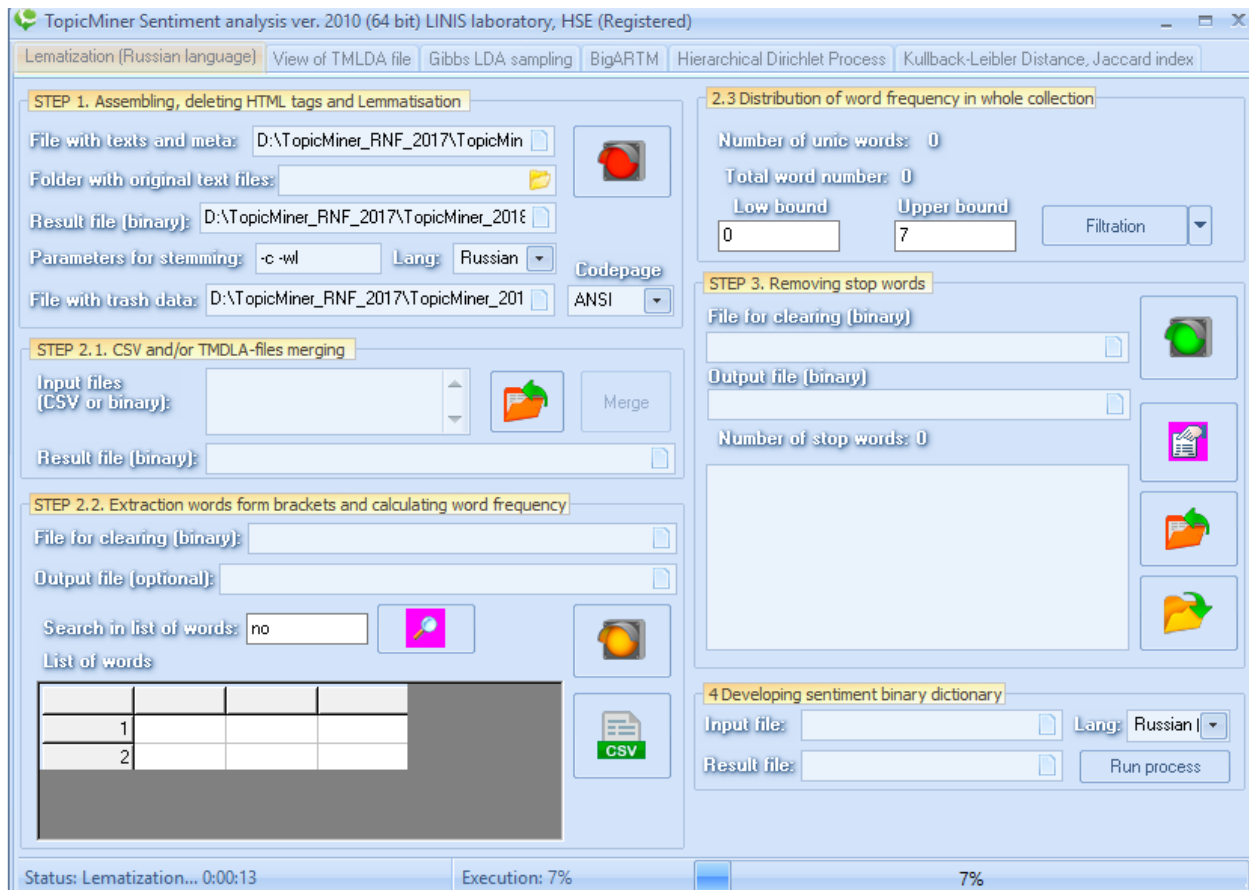 TopicMiner Sentiment analysis ver. 2010 (64 bit) LINIS laboratory, HSE (Registered)
Lematization (Russian language) View of TMLDA file Gibbs LDA sampling BigARTM Hierarchical Dirichlet Process Kullback-Leibler Distance, Jaccard index
STEP 1. Assembling, deleting HTML tags and Lemmatisation
File with texts and meta: D:\TopicMiner_RNF_2017\TopicMin
Folder with original text files:
Result file (binary): D:\TopicMiner_RNF_2017\TopicMiner_2018
Parameters for stemming: -c -wl Lang: Russian
Codepage
File with trash data: D:\TopicMiner_RNF_2017\TopicMiner_201 ANSI
STEP 2.1. CSV and/or TMDLA-files merging
Input files
(CSV or binary):
Merge
Result file (binary):
STEP 2.2. Extraction words form brackets and calculating word frequency
File for clearing (binary):
Output file (optional):
Search in list of words: no
List of words
1
2
CSV
2.3 Distribution of word frequency in whole collection
Number of unic words: 0
Total word number: 0
Low bound Upper bound
0 7 Filtration
STEP 3. Removing stop words
File for clearing (binary)
Output file (binary)
Number of stop words: 0
4 Developing sentiment binary dictionary
Input file: Lang: Russian
Result file: Run process
Status: Lematization... 0:00:13 Execution: 7% 7%